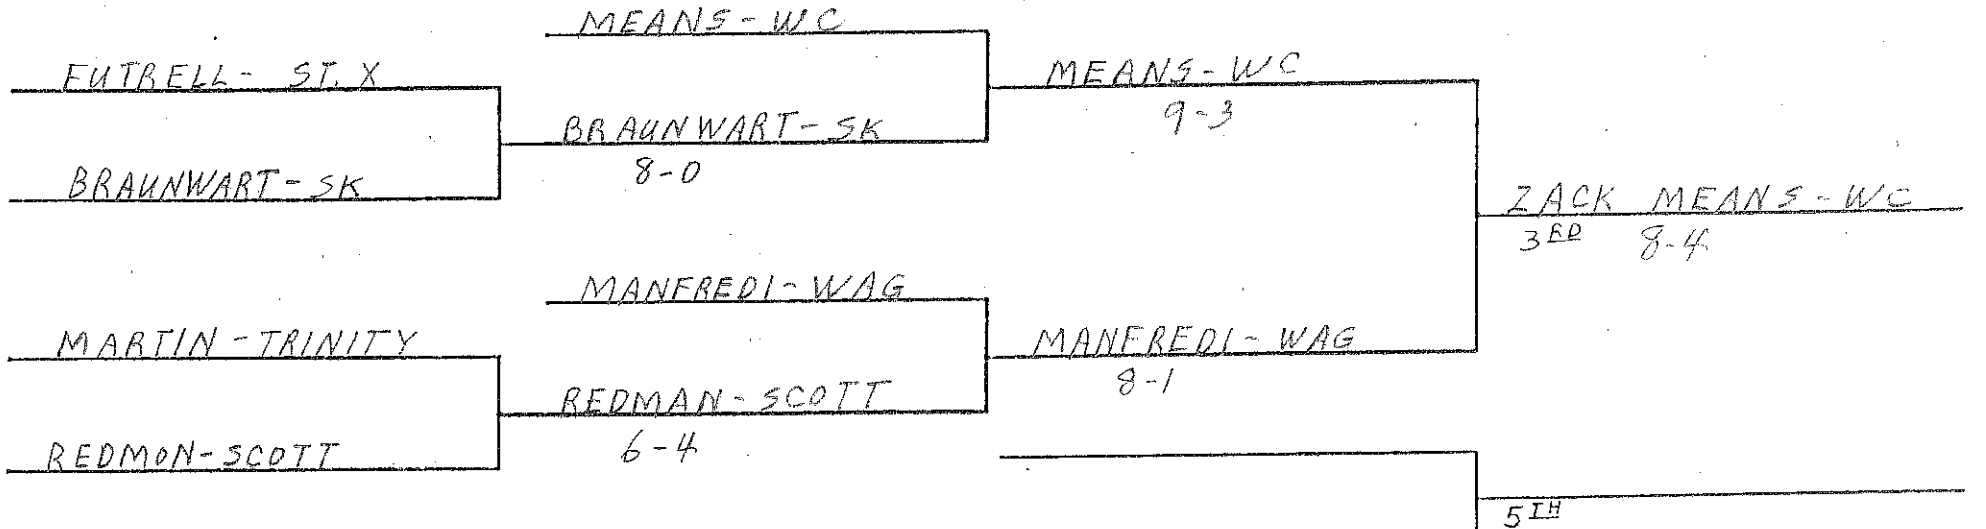 MEANS-WC
FUTRELL- ST. X
MEANS-WC
9-3
BRAUNWART-SK
8-0
BRAUNWART-SK
ZACK MEANS-WC
3RD 8-4
MANFREDI-WAG
MARTIN-TRINITY
MANFREDI-WAG
8-1
REDMAN-SCOTT
6-4
REDMON-SCOTT
5TH